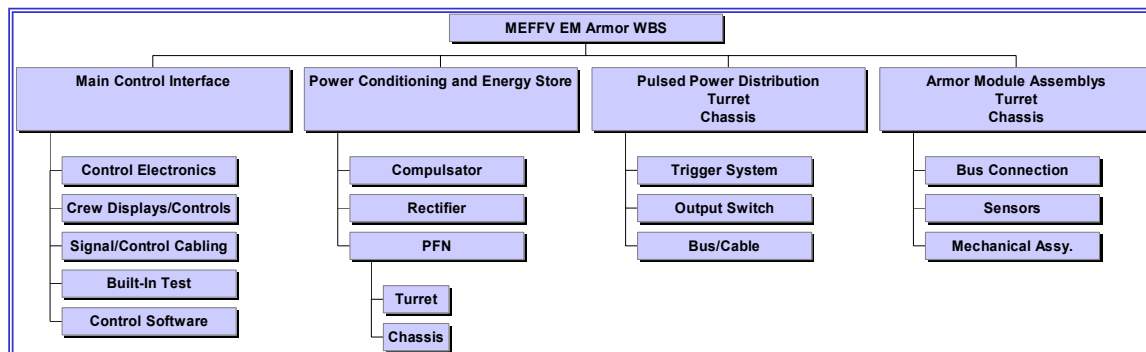 MEFFV EM Armor WBS
Main Control Interface
Control Electronics
Crew Displays/Controls
Signal/Control Cabling
Built-In Test
Control Software
Power Conditioning and Energy Store
Compulsator
Rectifier
PFN
Turret
Chassis
Pulsed Power Distribution
Turret
Chassis
Trigger System
Output Switch
Bus/Cable
Armor Module Assemblys
Turret
Chassis
Bus Connection
Sensors
Mechanical Assy.